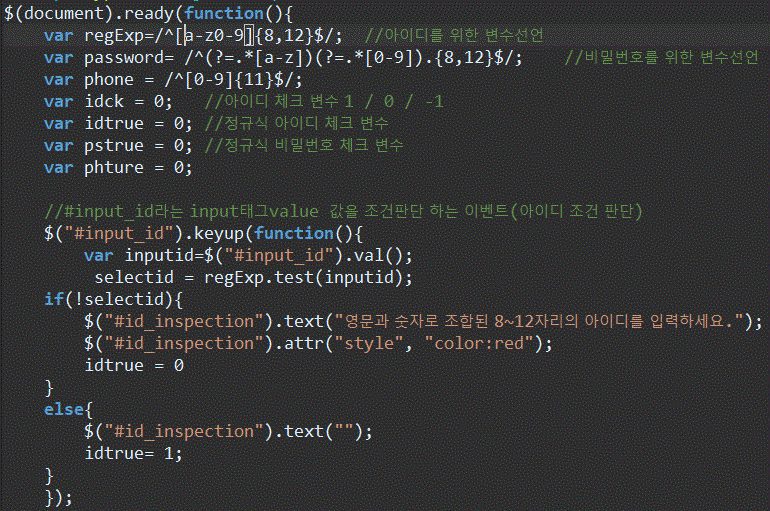 $(document).ready(function(){
    var regExp=/^[a-z0-9]{8,12}$/;  //아이디를 위한 변수선언
    var password= /^(?=.*[a-z])(?=.*[0-9]).{8,12}$/;    //비밀번호를 위한 변수선언
    var phone = /^[0-9]{11}$/;
    var idck = 0;   //아이디 체크 변수 1 / 0 / -1
    var idtrue = 0; //정규식 아이디 체크 변수
    var pstrue = 0; //정규식 비밀번호 체크 변수
    var phture = 0;
    //#input_id라는 input태그value 값을 조건판단 하는 이벤트(아이디 조건 판단)
    $("#input_id").keyup(function(){
        var inputid=$("#input_id").val();
         selectid = regExp.test(inputid);
    if(!selectid){
        $("#id_inspection").text("영문과 숫자로 조합된 8~12자리의 아이디를 입력하세요.");
        $("#id_inspection").attr("style", "color:red");
        idtrue = 0
    }
    else{
        $("#id_inspection").text("");
        idtrue= 1;
    }
    });